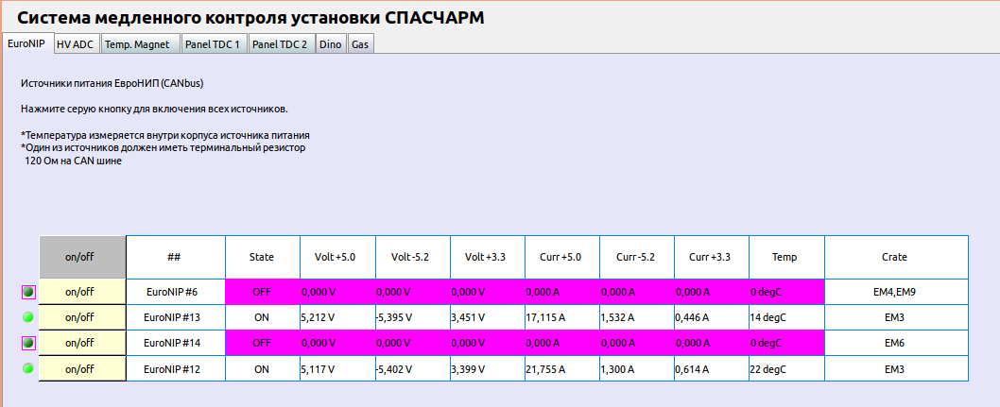 Система медленного контроля установки СПАСЧАРМ
EuroNIP HV ADC Temp. Magnet Panel TDC 1 Panel TDC 2 Dino Gas
Источники питания ЕвроНИП (CANbus)
Нажмите серую кнопку для включения всех источников.
*Температура измеряется внутри корпуса источника питания
*Один из источников должен иметь терминальный резистор
120 Ом на CAN шине
on/off ## State Volt +5.0 Volt -5.2 Volt +3.3 Curr +5.0 Curr -5.2 Curr +3.3 Temp Crate
on/off EuroNIP #6 OFF 0,000 V 0,000 V 0,000 V 0,000 A 0,000 A 0,000 A 0 degC EM4,EM9
on/off EuroNIP #13 ON 5,212 V -5,395 V 3,451 V 17,115 A 1,532 A 0,446 A 14 degC EM3
on/off EuroNIP #14 OFF 0,000 V 0,000 V 0,000 V 0,000 A 0,000 A 0,000 A 0 degC EM6
on/off EuroNIP #12 ON 5,117 V -5,402 V 3,399 V 21,755 A 1,300 A 0,614 A 22 degC EM3